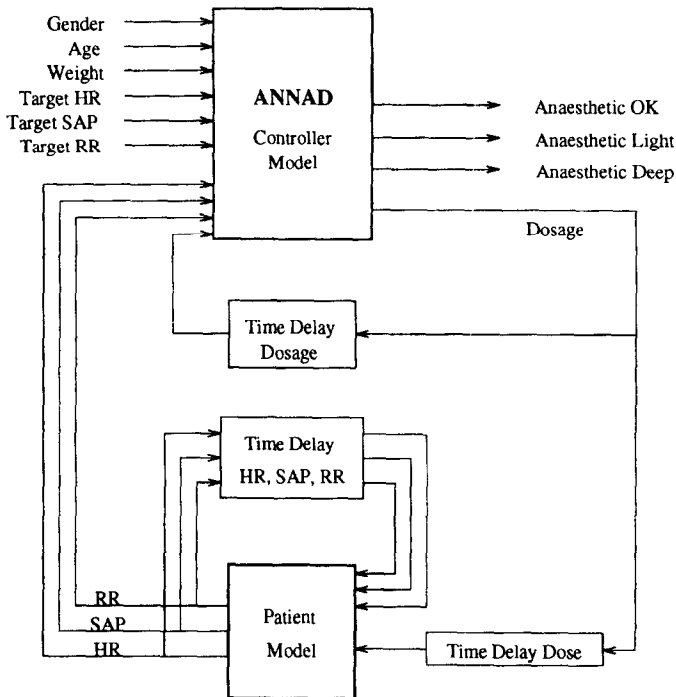 Gender
Age
Weight
Target HR
Target SAP
Target RR
ANNAD
Controller
Model
Anaesthetic OK
Anaesthetic Light
Anaesthetic Deep
Dosage
Time Delay
Dosage
Time Delay
HR, SAP, RR
RR
SAP
HR
Patient
Model
Time Delay Dose